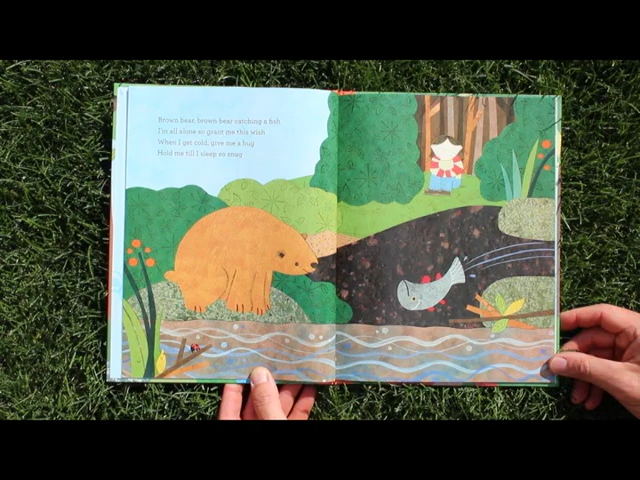 Brown bear, brown bear catching a fish
I'm all alone so grant me this wish
When I get cold, give me a hug
Hold me till I sleep so snug